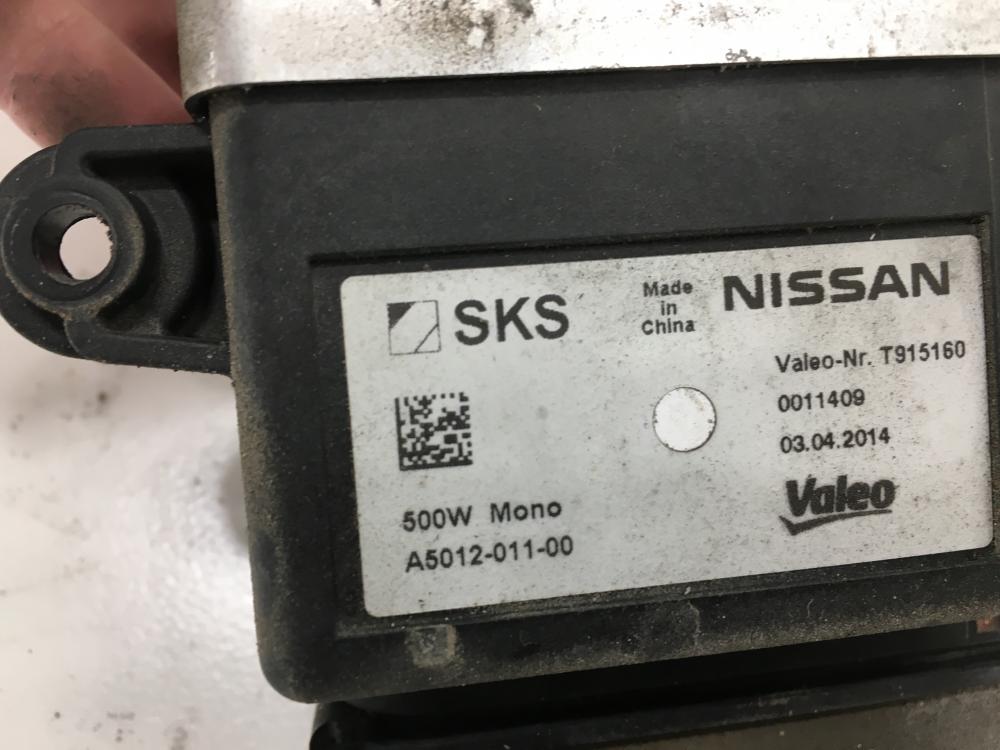 SKS
Made
in
China
NISSAN
Valeo-Nr. T915160
0011409
03.04.2014
Valeo
500W Mono
A5012-011-00